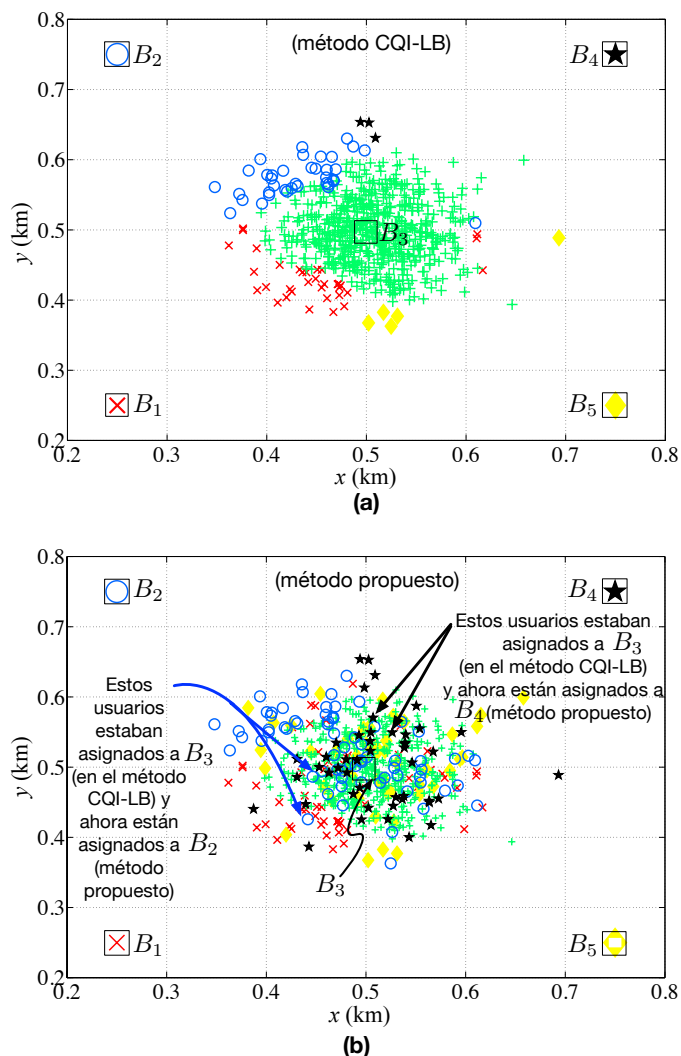 0.8
(método CQI-LB)
B2
B4
0.7
0.6
y (km)
0.5
B3
0.4
0.3
B1
B5
0.2
0.2 0.3 0.4 0.5 0.6 0.7 0.8
x (km)
(a)
0.8
(método propuesto)
B2
B4
0.7
Estos usuarios estaban
asignados a B3
(en el método CQI-LB)
y ahora están asignados a
B4 (método propuesto)
Estos
usuarios
estaban
asignados a B3
(en el método
CQI-LB) y
ahora están
asignados a B2
(método
propuesto)
0.6
y (km)
0.5
0.4
B3
0.3
B1
B5
0.2
0.2 0.3 0.4 0.5 0.6 0.7 0.8
x (km)
(b)